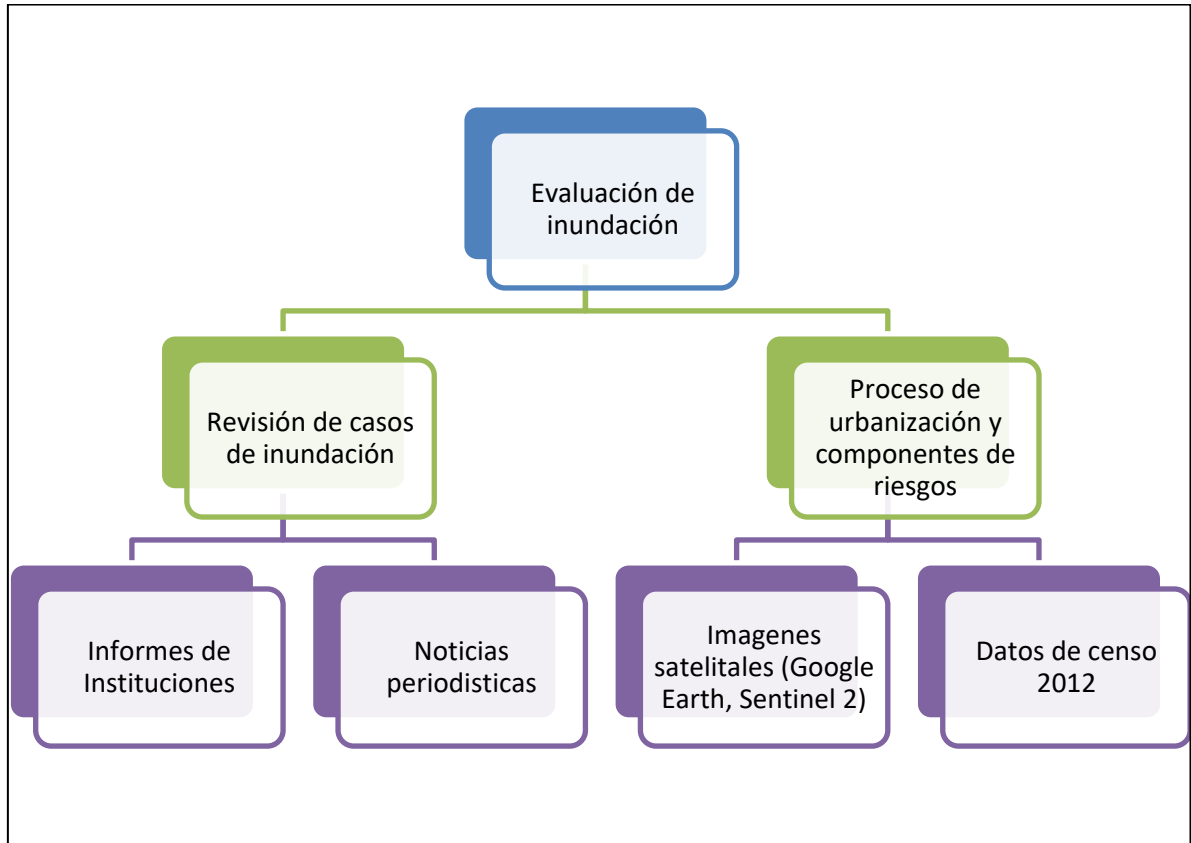 Evaluación de
inundación
Revisión de casos
de inundación
Proceso de
urbanización y
componentes de
riesgos
Informes de
Instituciones
Noticias
periodisticas
Imagenes
satelitales (Google
Earth, Sentinel 2)
Datos de censo
2012